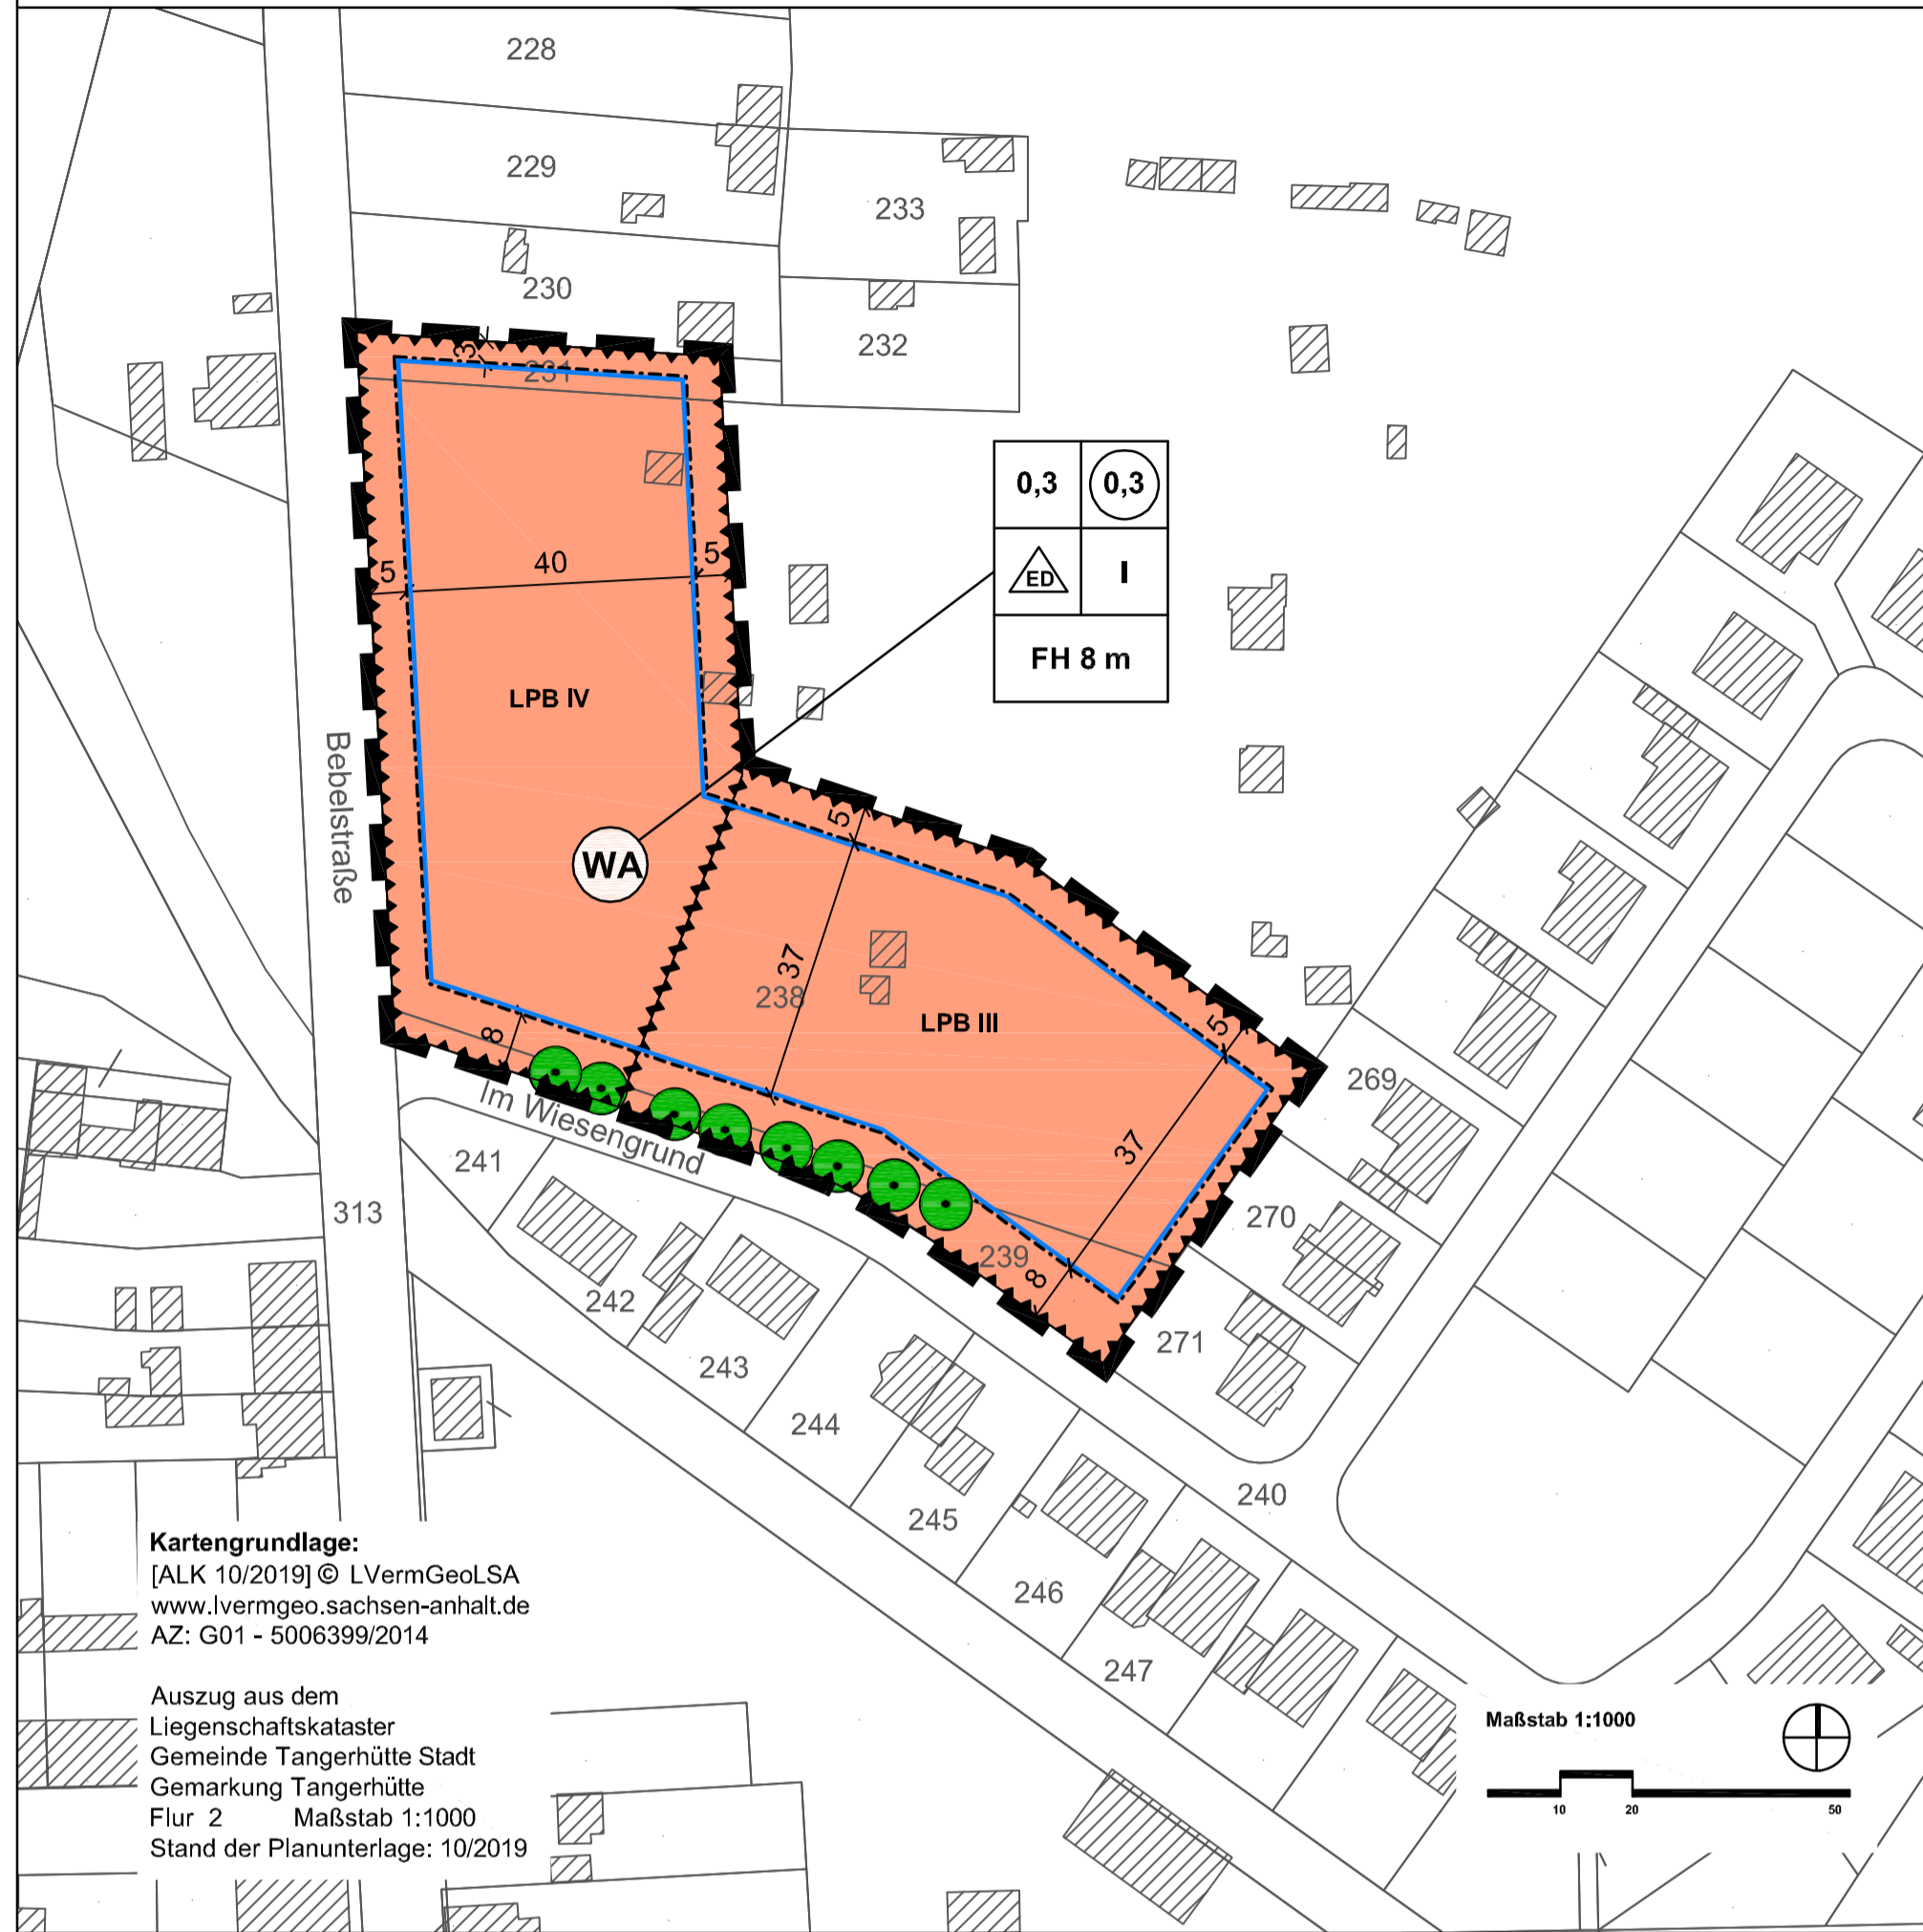 228
229
233
230
232
3
231
0,3
0,3
5
40
5
ED
I
FH 8 m
LPB IV
Bebelstraße
5
WA
37
238
LPB III
8
5
269
Im Wiesengrund
37
241
313
270
239
8
242
271
243
244
240
245
246
247
Kartengrundlage:
[ALK 10/2019] © LVermGeoLSA
www.lvermgeo.sachsen-anhalt.de
AZ: G01 - 5006399/2014
Auszug aus dem
Liegenschaftskataster
Gemeinde Tangerhütte Stadt
Gemarkung Tangerhütte
Flur 2 Maßstab 1:1000
Stand der Planunterlage: 10/2019
Maßstab 1:1000
10 20 50